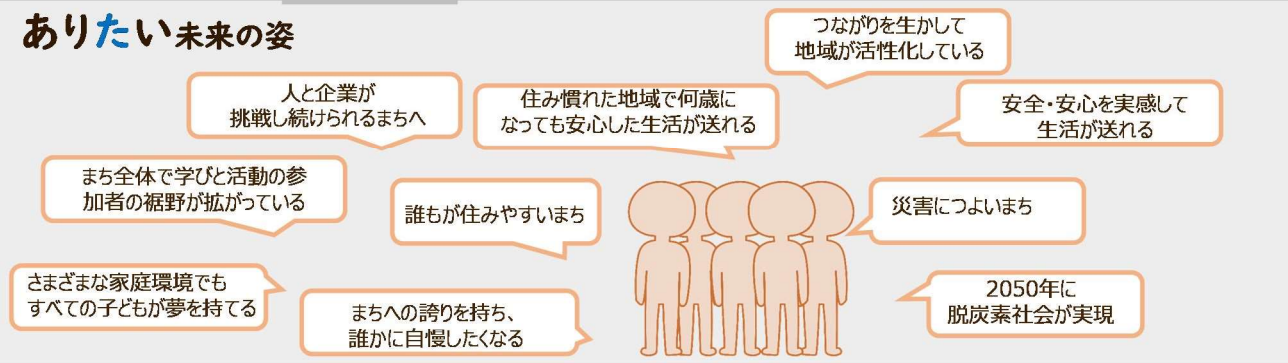 ありたい未来の姿
つながりを生かして
地域が活性化している
人と企業が
挑戦し続けられるまちへ
住み慣れた地域で何歳に
なっても安心した生活が送れる
安全・安心を実感して
生活が送れる
まち全体で学びと活動の参
加者の裾野が拡がっている
誰もが住みやすいまち
災害につよいまち
さまざまな家庭環境でも
すべての子どもが夢を持てる
まちへの誇りを持ち、
誰かに自慢したくなる
2050年に
脱炭素社会が実現